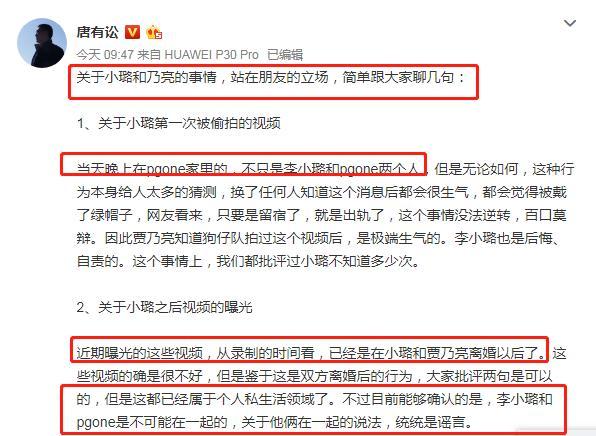 唐有讼
今天 09:47 来自 HUAWEI P30 Pro 已编辑
关于小璐和乃亮的事情，站在朋友的立场，简单跟大家聊几句：
1、关于小璐第一次被偷拍的视频
当天晚上在pgone家里的，不只是李小璐和pgone两个人，但是无论如何，这种行
为本身给人太多的猜测，换了任何人知道这个消息后都会很生气，都会觉得被戴
了绿帽子，网友看来，只要是留宿了，就是出轨了，这个事情没法逆转，百口莫
辩。因此贾乃亮知道狗仔队拍过这个视频后，是极端生气的。李小璐也是后悔、
自责的。这个事情上，我们都批评过小璐不知道多少次。
2、关于小璐之后视频的曝光
近期曝光的这些视频，从录制的时间看，已经是在小璐和贾乃亮离婚以后了。这
些视频的确是很不好，但是鉴于这是双方离婚后的行为，大家批评两句是可以
的，但是这都已经属于个人私生活领域了。不过目前能够确认的是，李小璐和
pgone是不可能在一起的，关于他俩在一起的说法，统统是谣言。